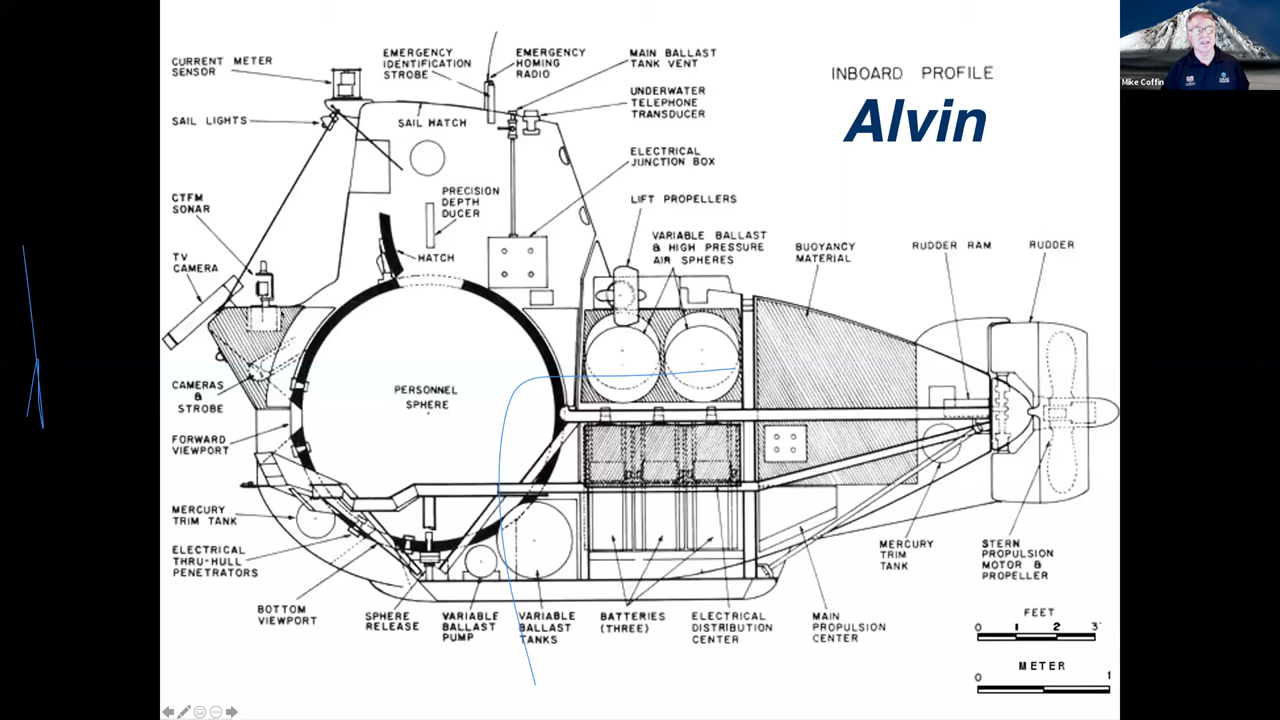 CURRENT METER
SENSOR
EMERGENCY
IDENTIFICATION
STROBE
EMERGENCY
HOMING
RADIO
MAIN BALLAST
TANK VENT
INBOARD PROFILE
Alvin
Mike Coffin
SAIL LIGHTS
SAIL HATCH
UNDERWATER
TELEPHONE
TRANSDUCER
ELECTRICAL
JUNCTION BOX
CTFM
SONAR
PRECISION
DEPTH
DUCER
LIFT PROPELLERS
TV
CAMERA
HATCH
VARIABLE BALLAST
& HIGH PRESSURE
AIR SPHERES
BUOYANCY
MATERIAL
RUDDER RAM
RUDDER
CAMERAS
&
STROBE
PERSONNEL
SPHERE
FORWARD
VIEWPORT
MERCURY
TRIM TANK
ELECTRICAL
THRU-HULL
PENETRATORS
MERCURY
TRIM
TANK
STERN
PROPULSION
MOTOR &
PROPELLER
BOTTOM
VIEWPORT
SPHERE
RELEASE
VARIABLE
BALLAST
PUMP
VARIABLE
BALLAST
TANKS
BATTERIES
(THREE)
ELECTRICAL
DISTRIBUTION
CENTER
MAIN
PROPULSION
CENTER
FEET
0 1 2 3
METER
0 1